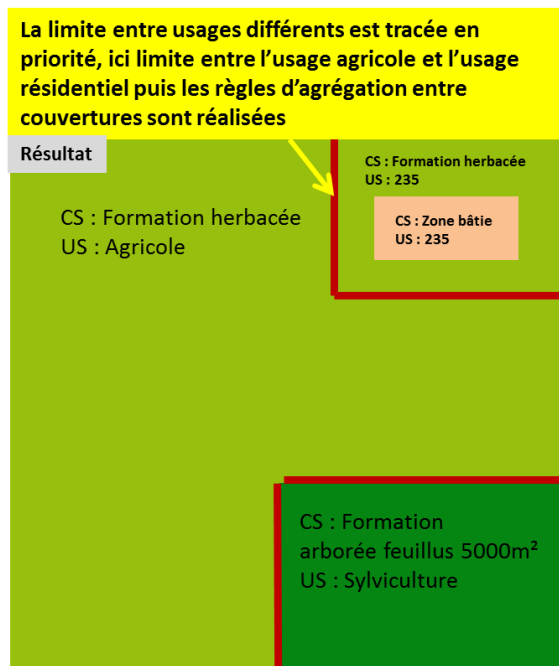 La limite entre usages différents est tracée en
priorité, ici limite entre l’usage agricole et l’usage
résidentiel puis les règles d’agrégation entre
couvertures sont réalisées
Résultat
CS : Formation herbacée
US : Agricole
CS : Formation herbacée
US : 235
CS : Zone bâtie
US : 235
CS : Formation
arborée feuillus 5000m²
US : Sylviculture